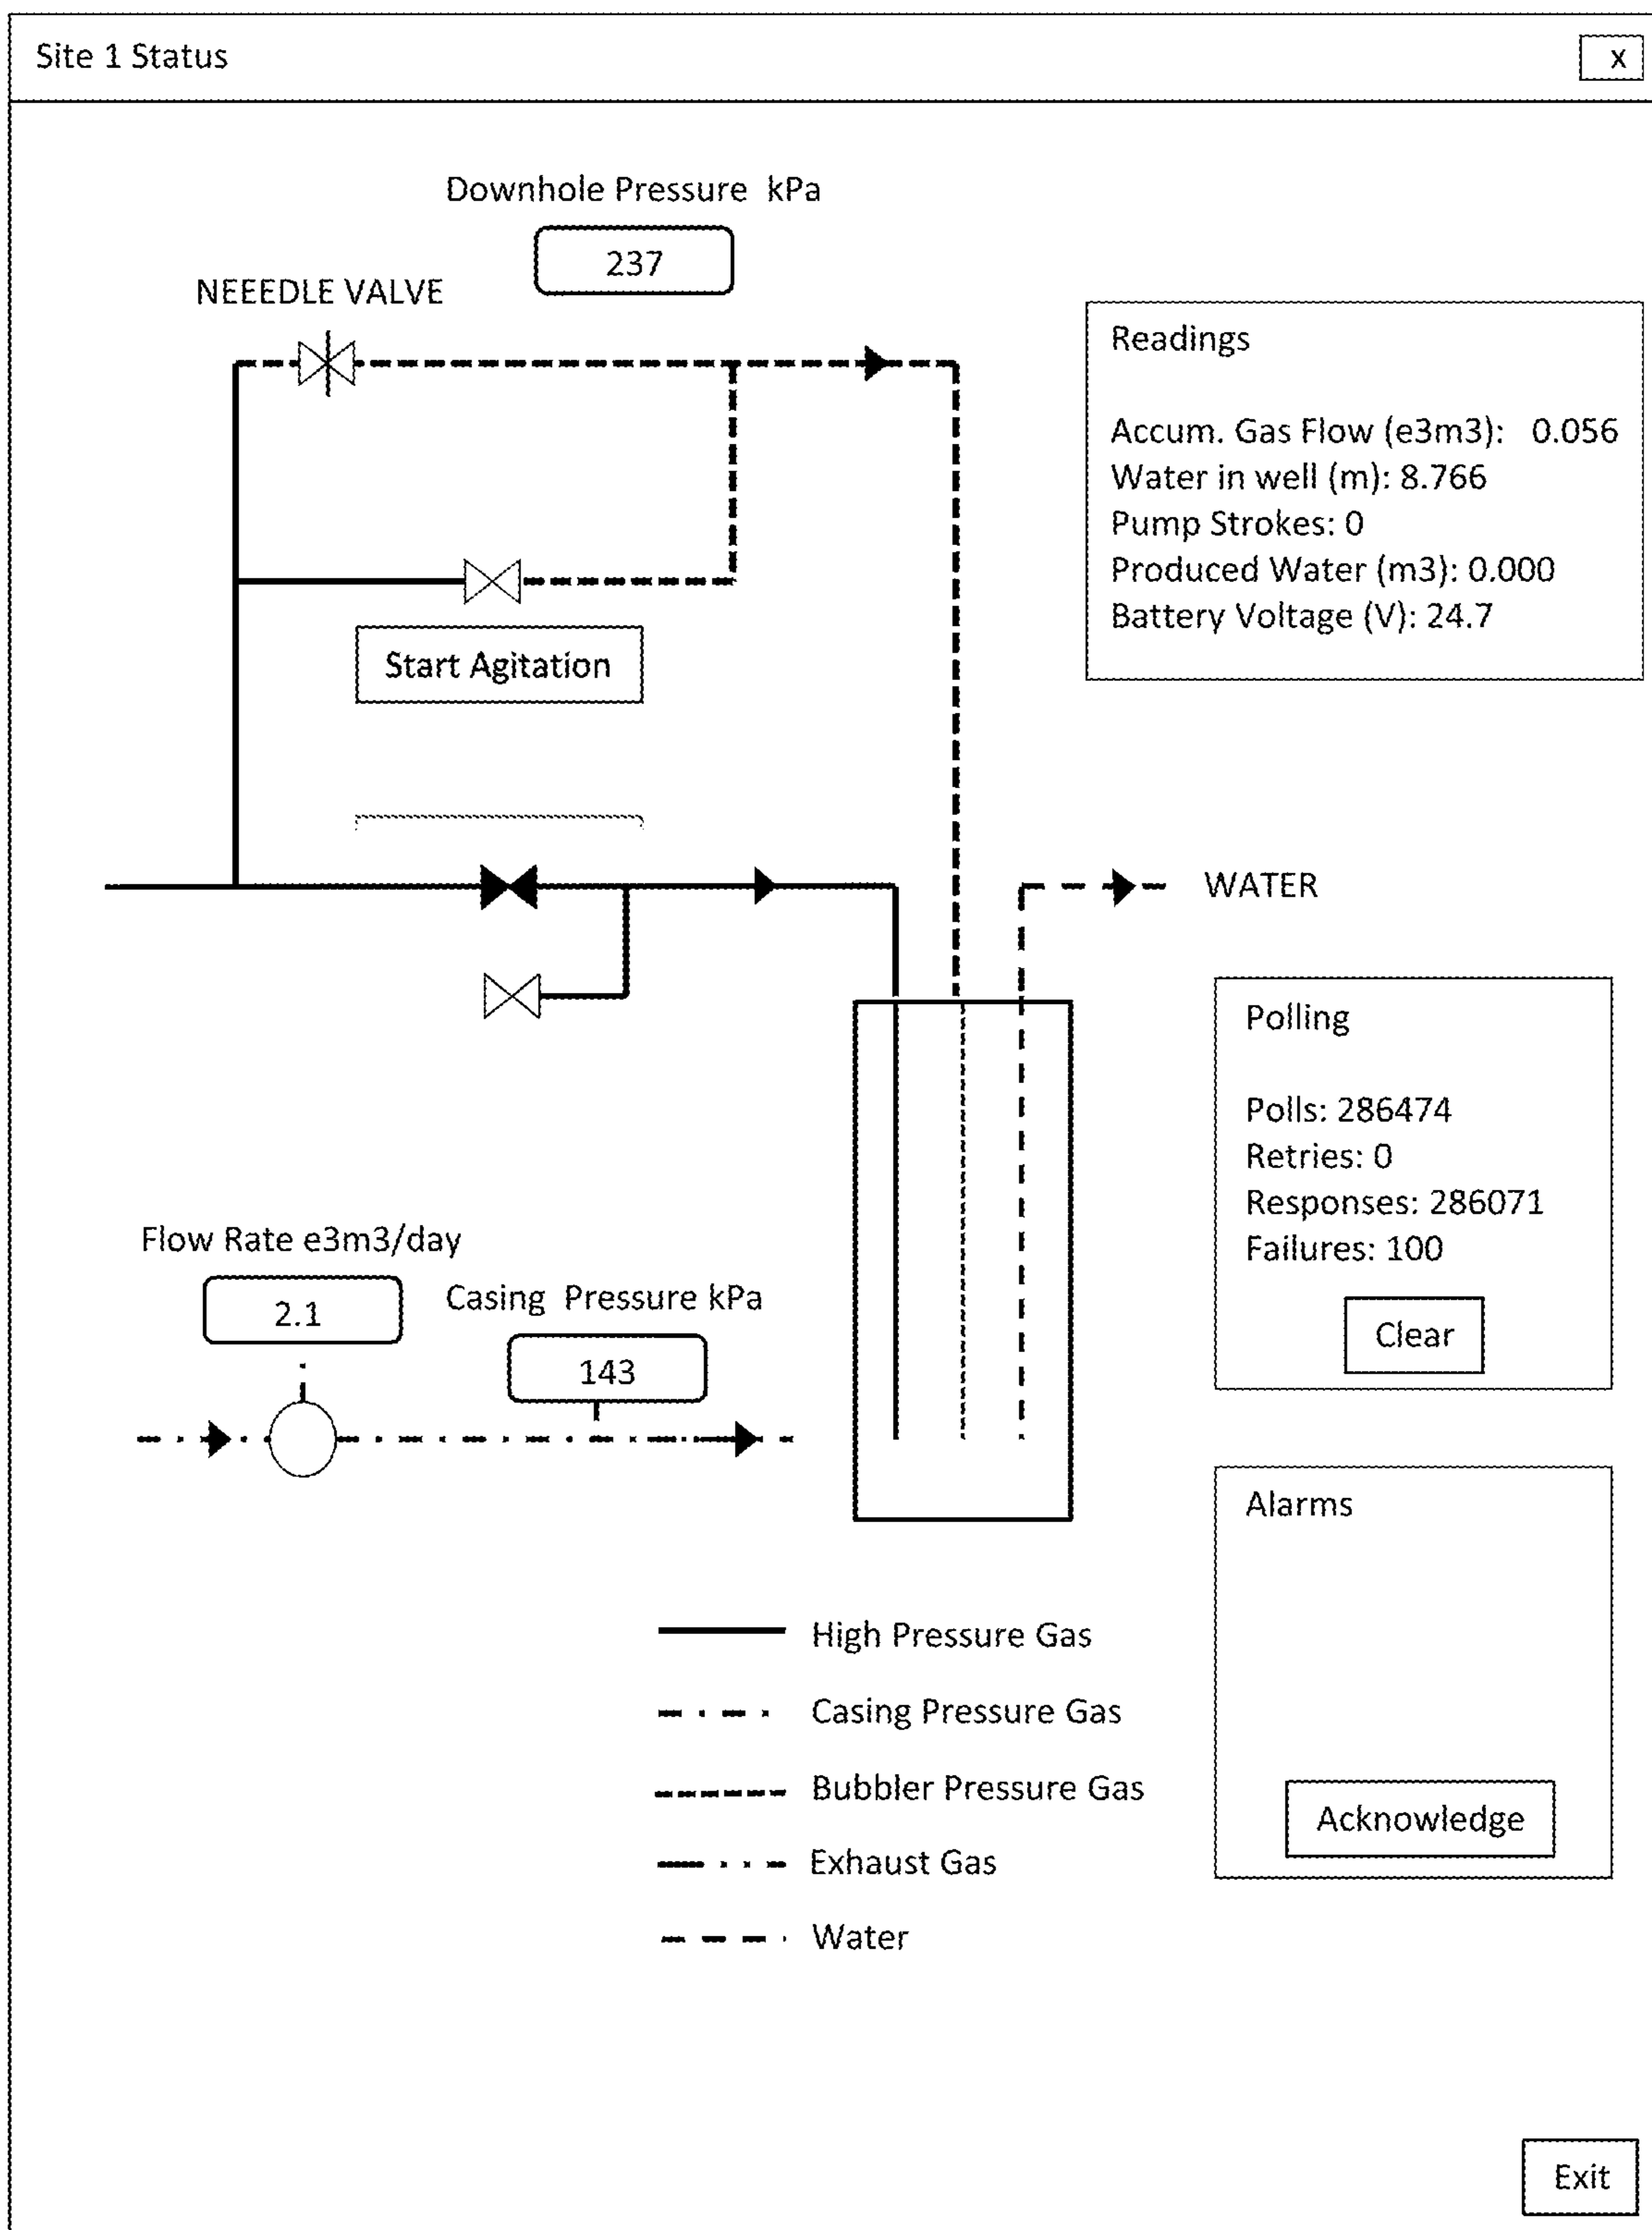 Site 1 Status
x
Downhole Pressure  kPa
237
NEEEDLE VALVE
Readings
Accum. Gas Flow (e3m3):   0.056
Water in well (m): 8.766
Pump Strokes: 0
Produced Water (m3): 0.000
Battery Voltage (V): 24.7
Start Agitation
WATER
Polling
Polls: 286474
Retries: 0
Responses: 286071
Failures: 100
Clear
Flow Rate e3m3/day
2.1
Casing  Pressure kPa
143
Alarms
Acknowledge
High Pressure Gas
Casing Pressure Gas
Bubbler Pressure Gas
Exhaust Gas
Water
Exit